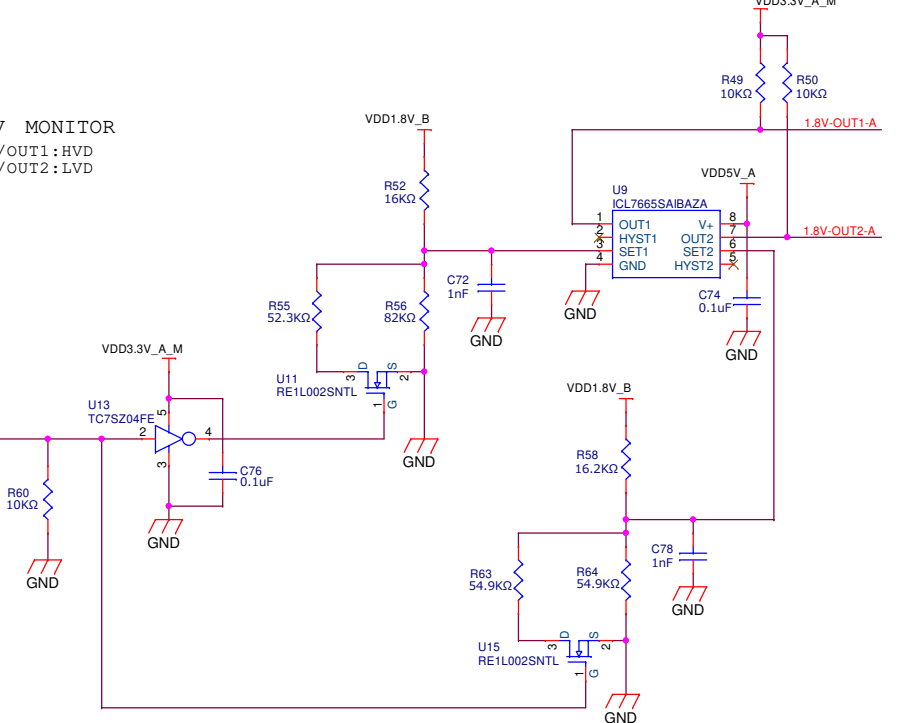 VDD3.3V_A_M
R49
10KΩ
R50
10KΩ
1.8V-OUT1-A
MONITOR
/OUT1:HVD
/OUT2:LVD
VDD1.8V_B
R52
16KΩ
VDD5V_A
U9
ICL7665SAIBAZA
1
OUT1
V+
8
2
HYST1
OUT2
7
1.8V-OUT2-A
3
SET1
SET2
6
4
GND
HYST2
5
C72
1nF
GND
C74
0.1uF
GND
GND
R55
52.3KΩ
R56
82KΩ
VDD3.3V_A_M
U11
RE1L002SNTL
3
D
S
2
1
G
GND
U13
TC7SZ04FE
5
2
4
3
C76
0.1uF
R60
10KΩ
GND
GND
VDD1.8V_B
R58
16.2KΩ
R63
54.9KΩ
R64
54.9KΩ
C78
1nF
GND
U15
RE1L002SNTL
3
D
S
2
1
G
GND